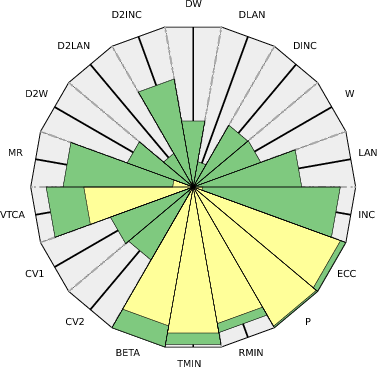 DW
D2INC
DLAN
D2LAN
DINC
D2W
W
MR
LAN
VTCA
INC
CV1
ECC
CV2
P
BETA
RMIN
TMIN